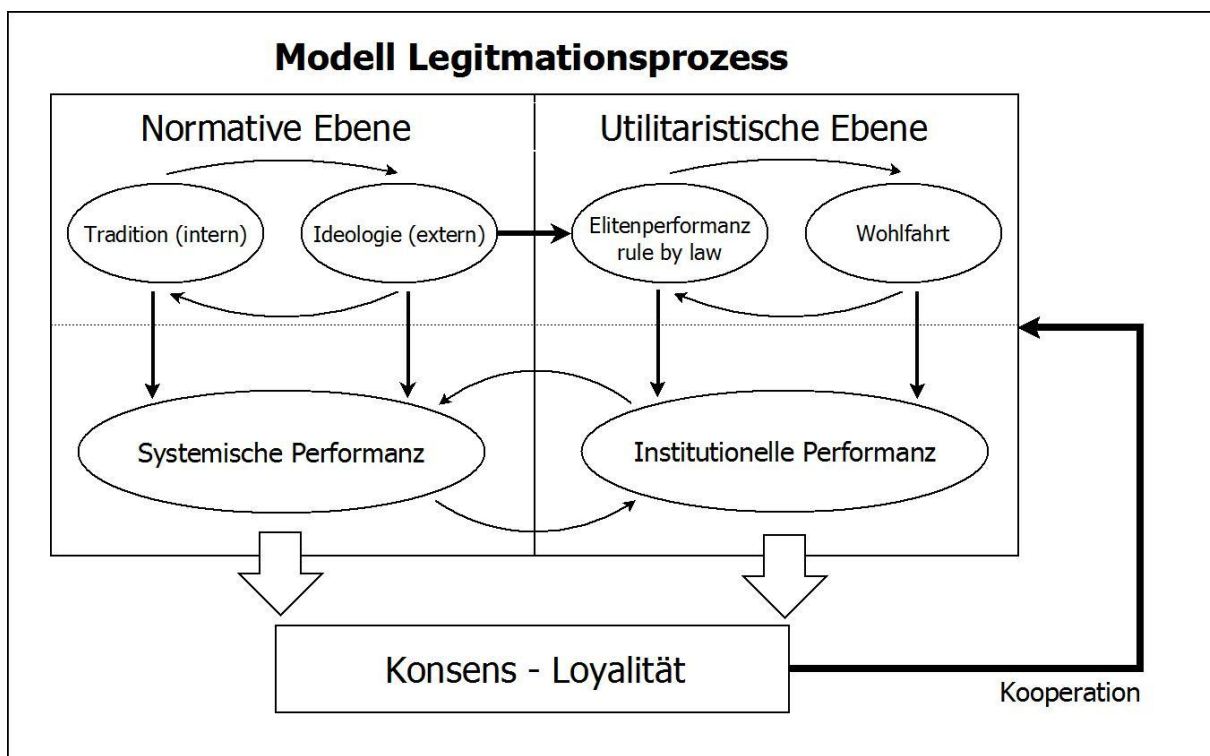 Modell Legitmationsprozess
Normative Ebene
Utilitaristische Ebene
Tradition (intern)
Ideologie (extern)
Elitenperformanz
rule by law
Wohlfahrt
Systemische Performanz
Institutionelle Performanz
Konsens - Loyalität
Kooperation